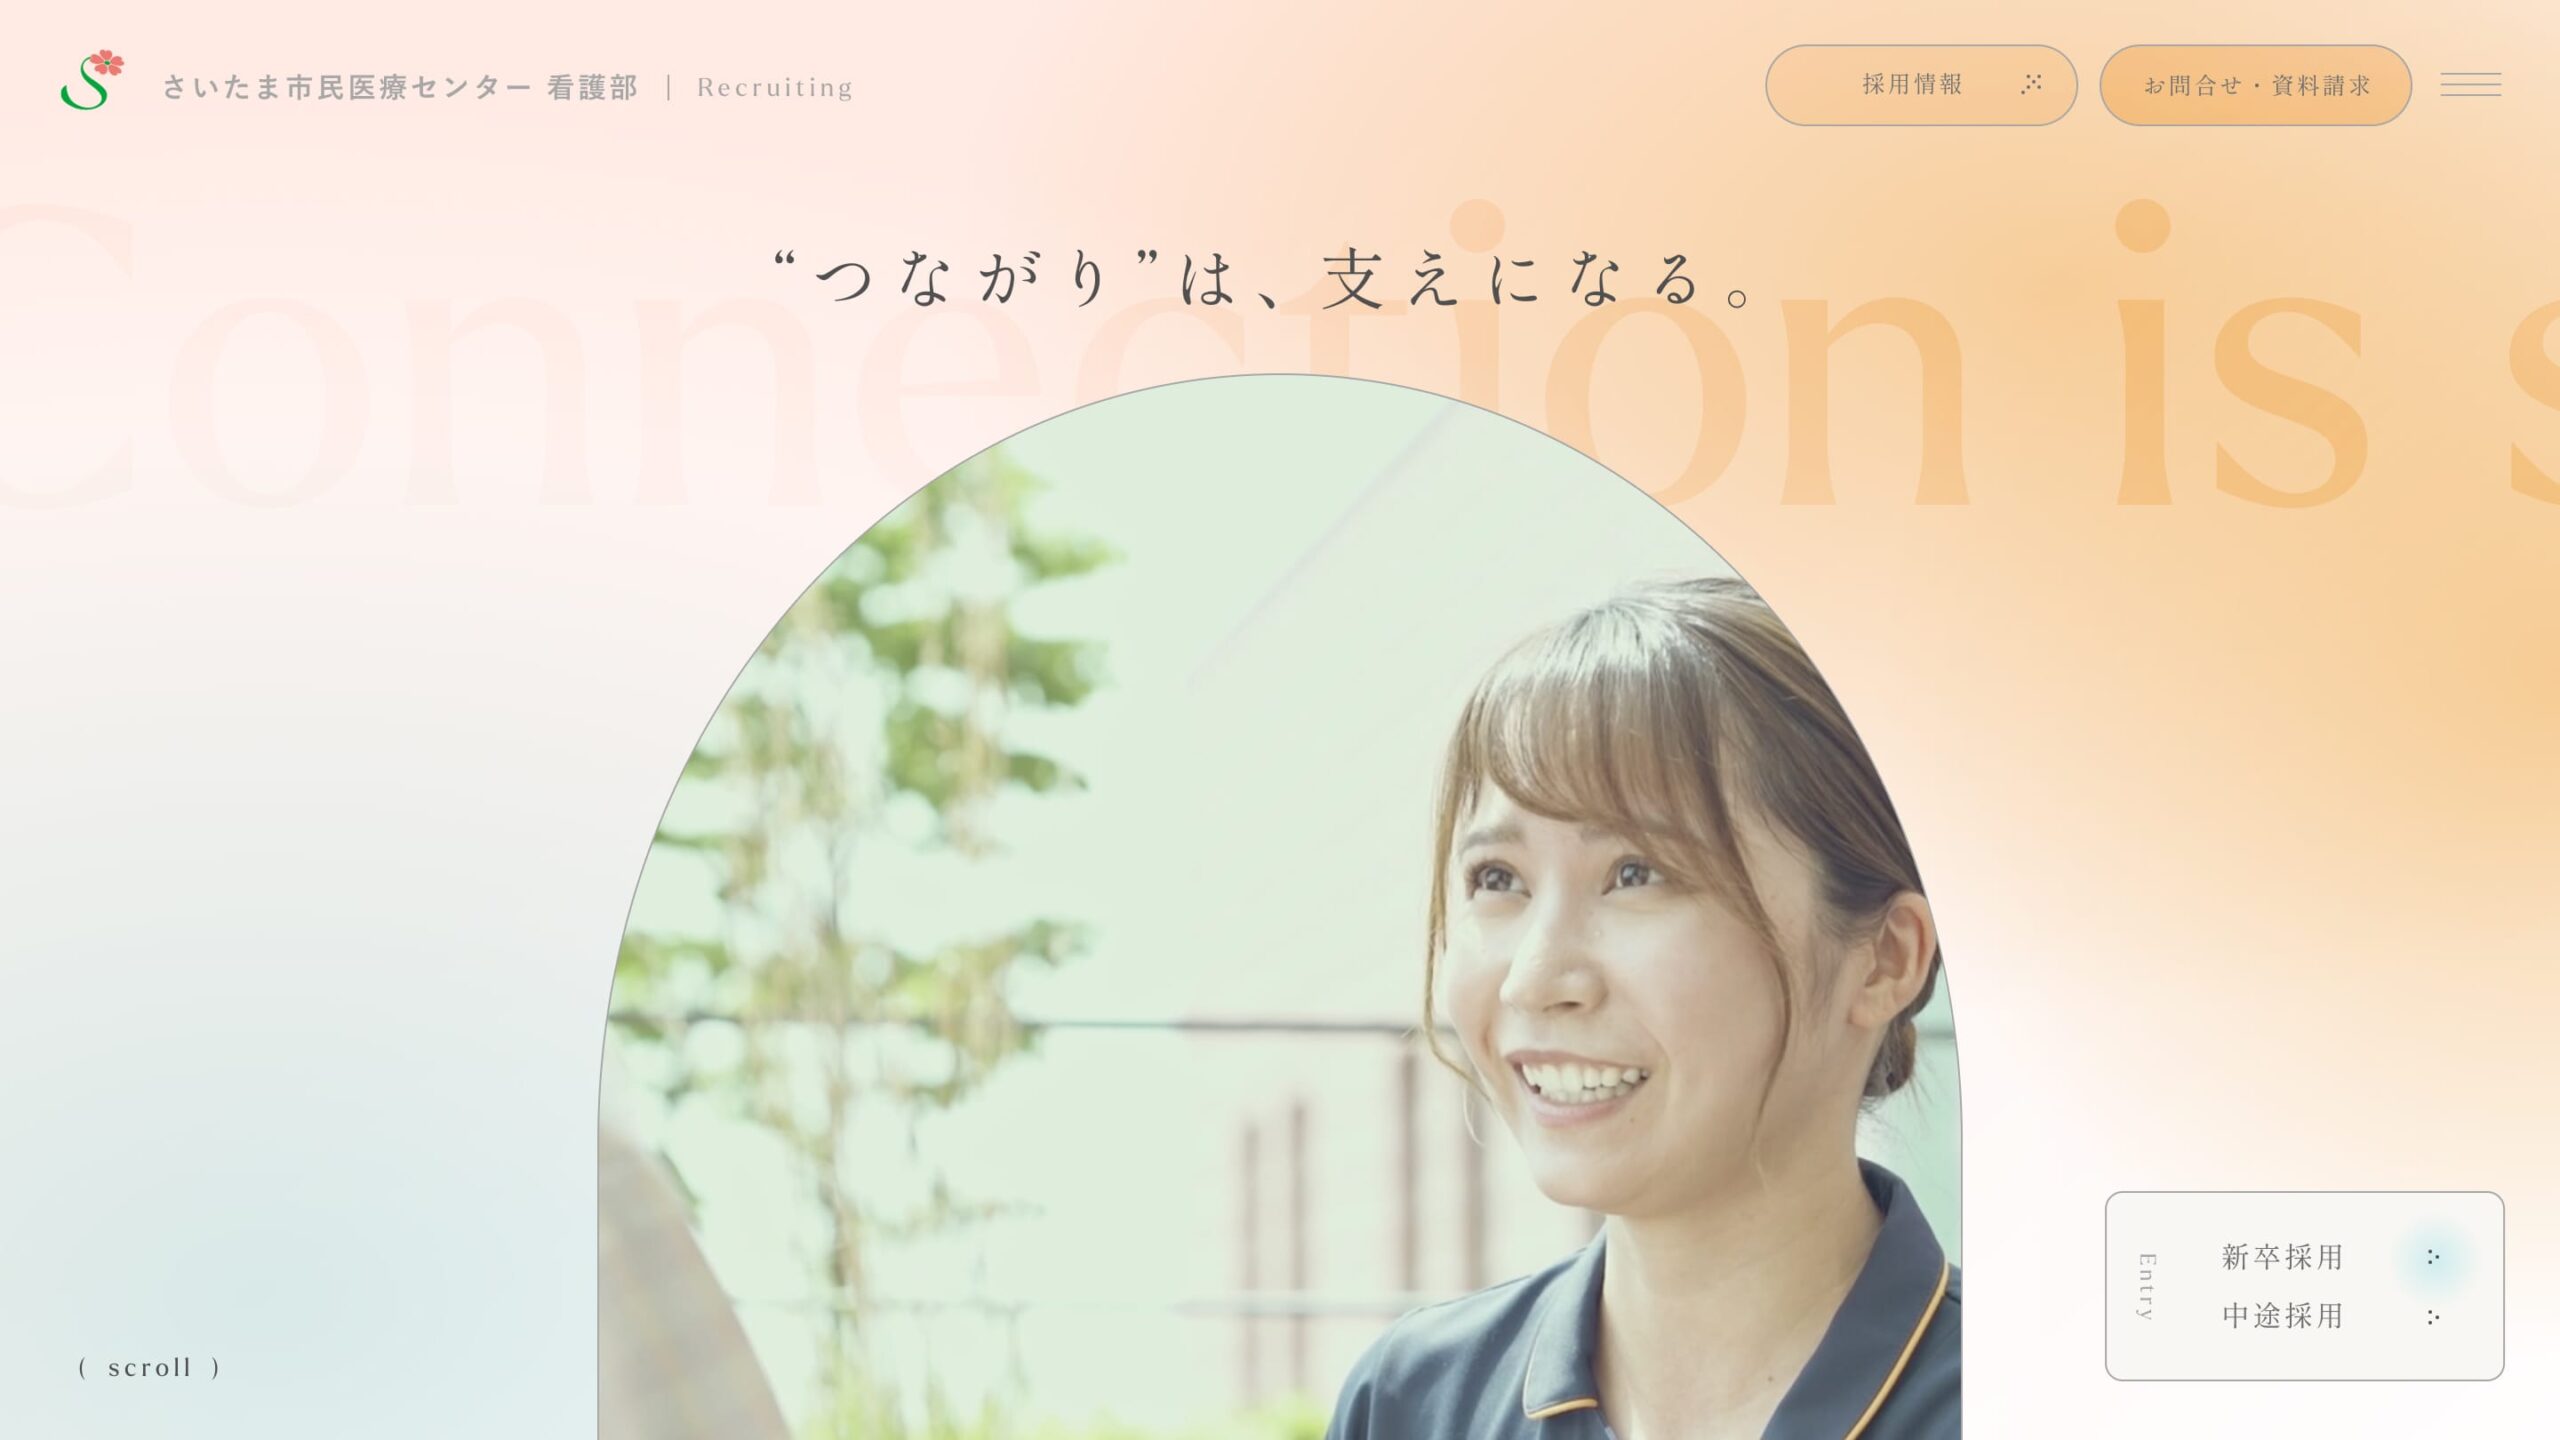 さいたま市民医療センター 看護部 | Recruiting
採用情報
お問合せ・資料請求
“つながり”は、支えになる。
Connection is s
新卒採用
中途採用
Entry
( scroll )